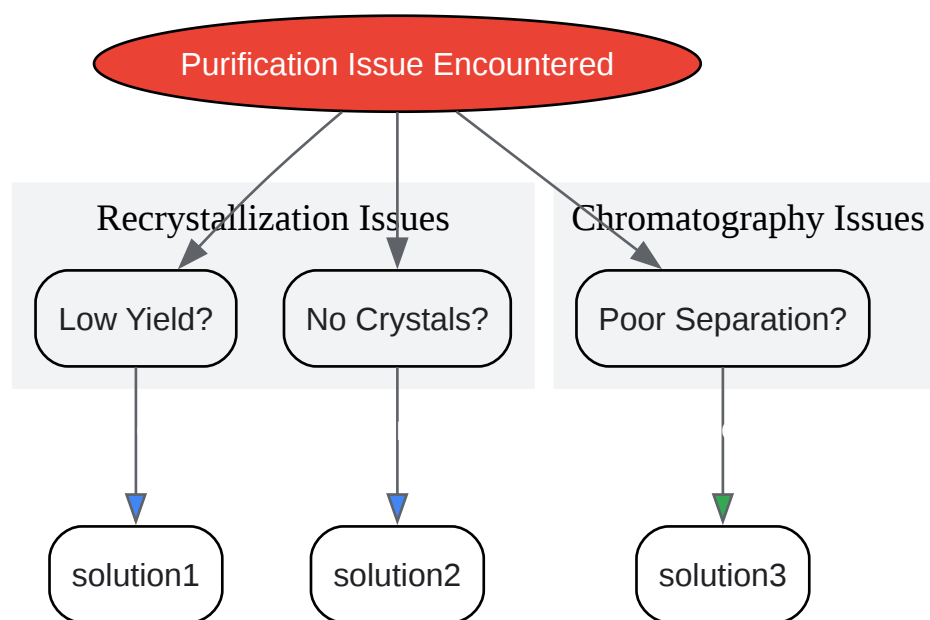 Purification Issue Encountered
Recrystallization Issues
Chromatography Issues
Low Yield?
No Crystals?
Poor Separation?
solution1
solution2
solution3